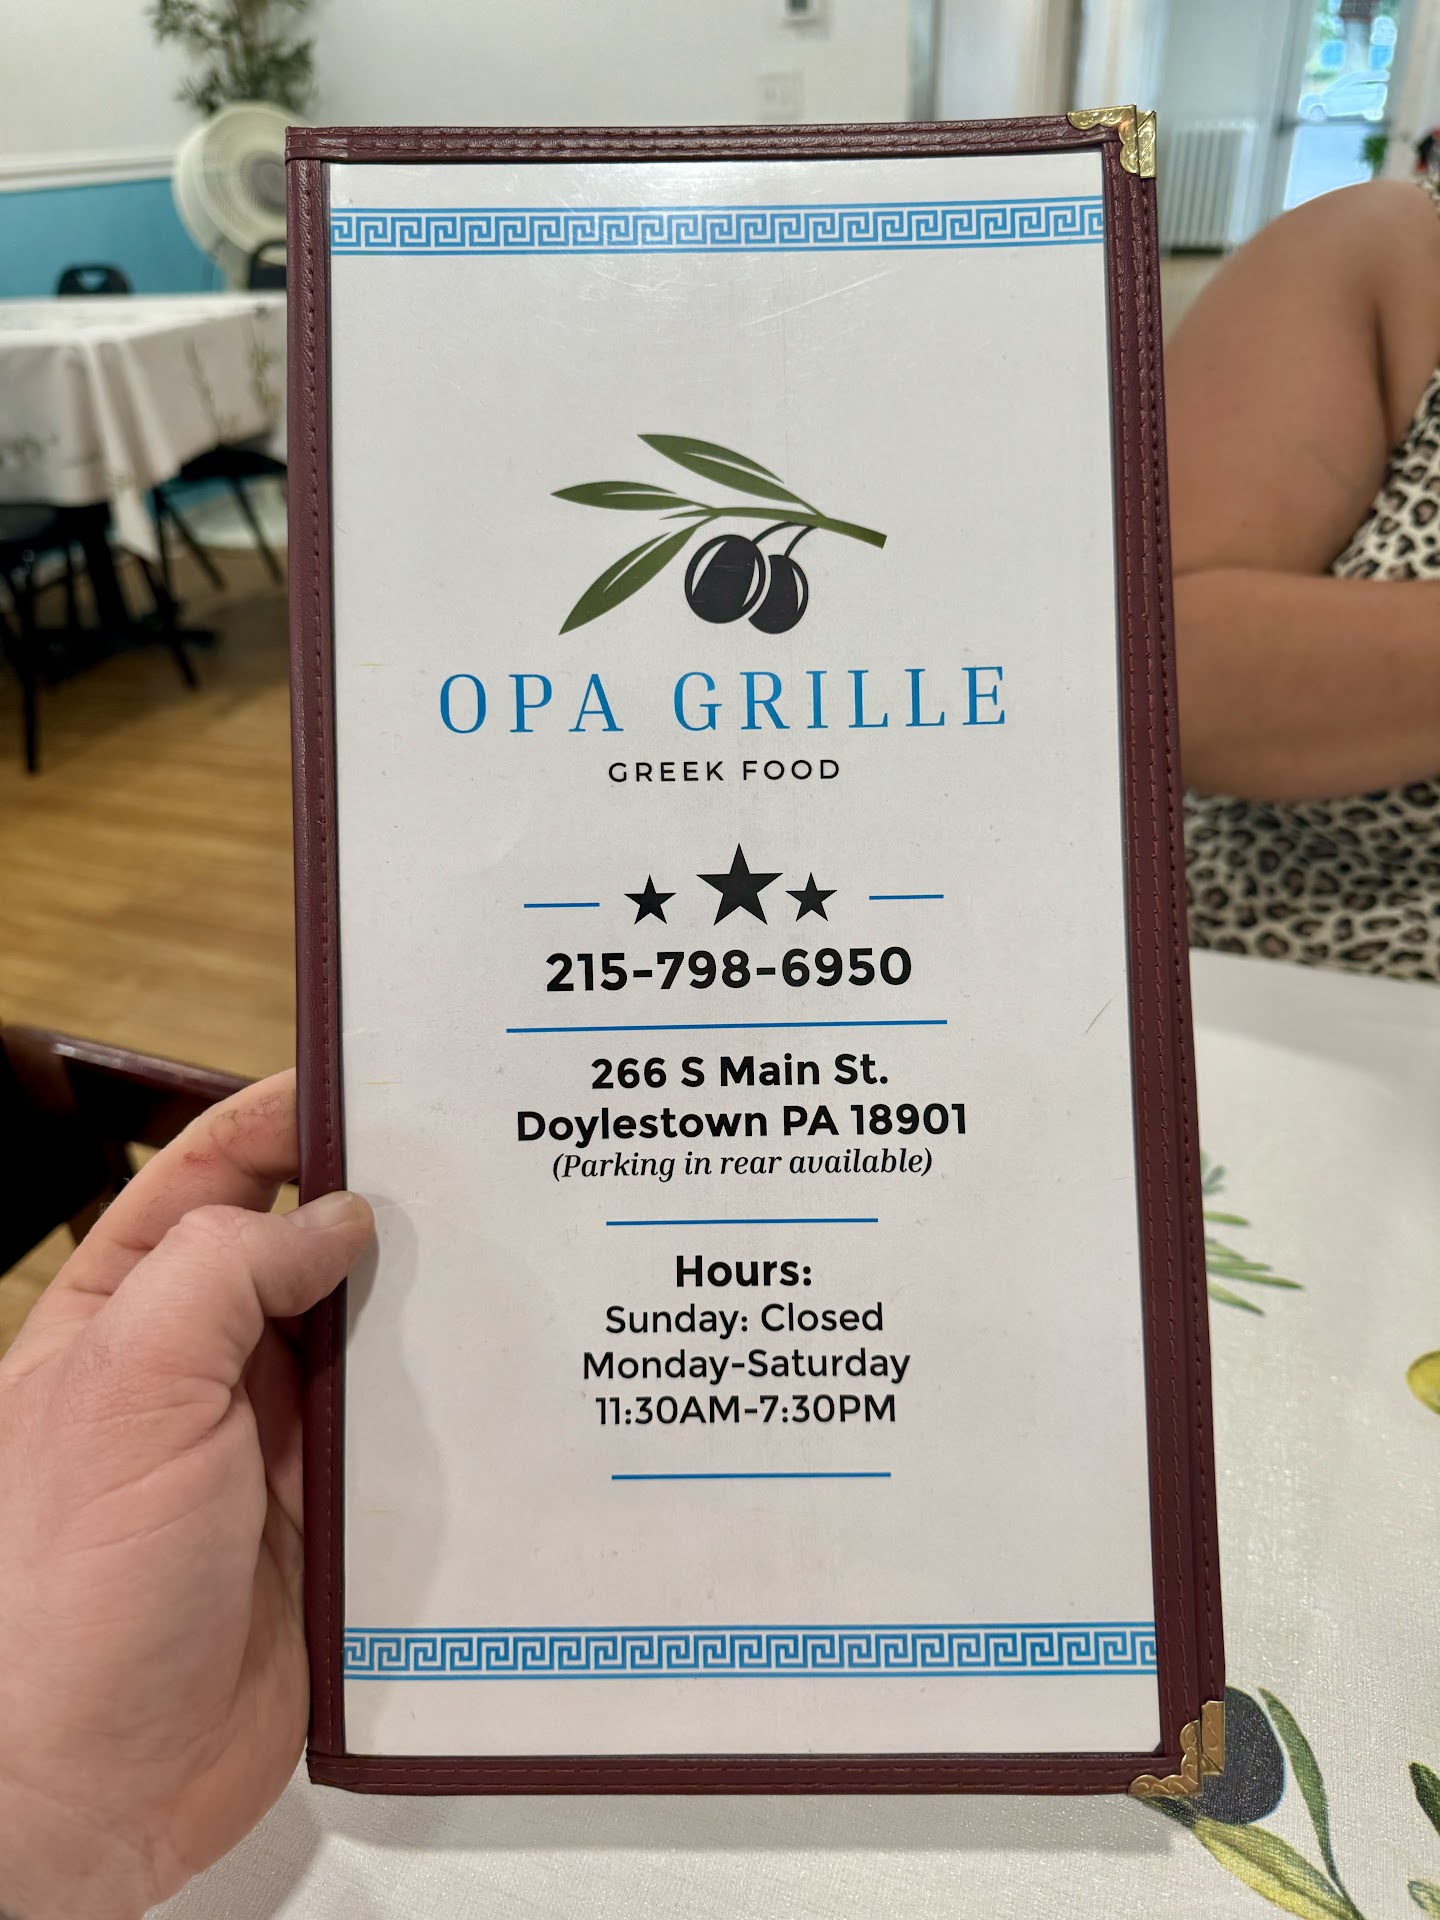 OPA GRILLE
GREEK FOOD
215-798-6950
266 S Main St.
Doylestown PA 18901
(Parking in rear available)
Hours:
Sunday: Closed
Monday-Saturday
11:30AM-7:30PM